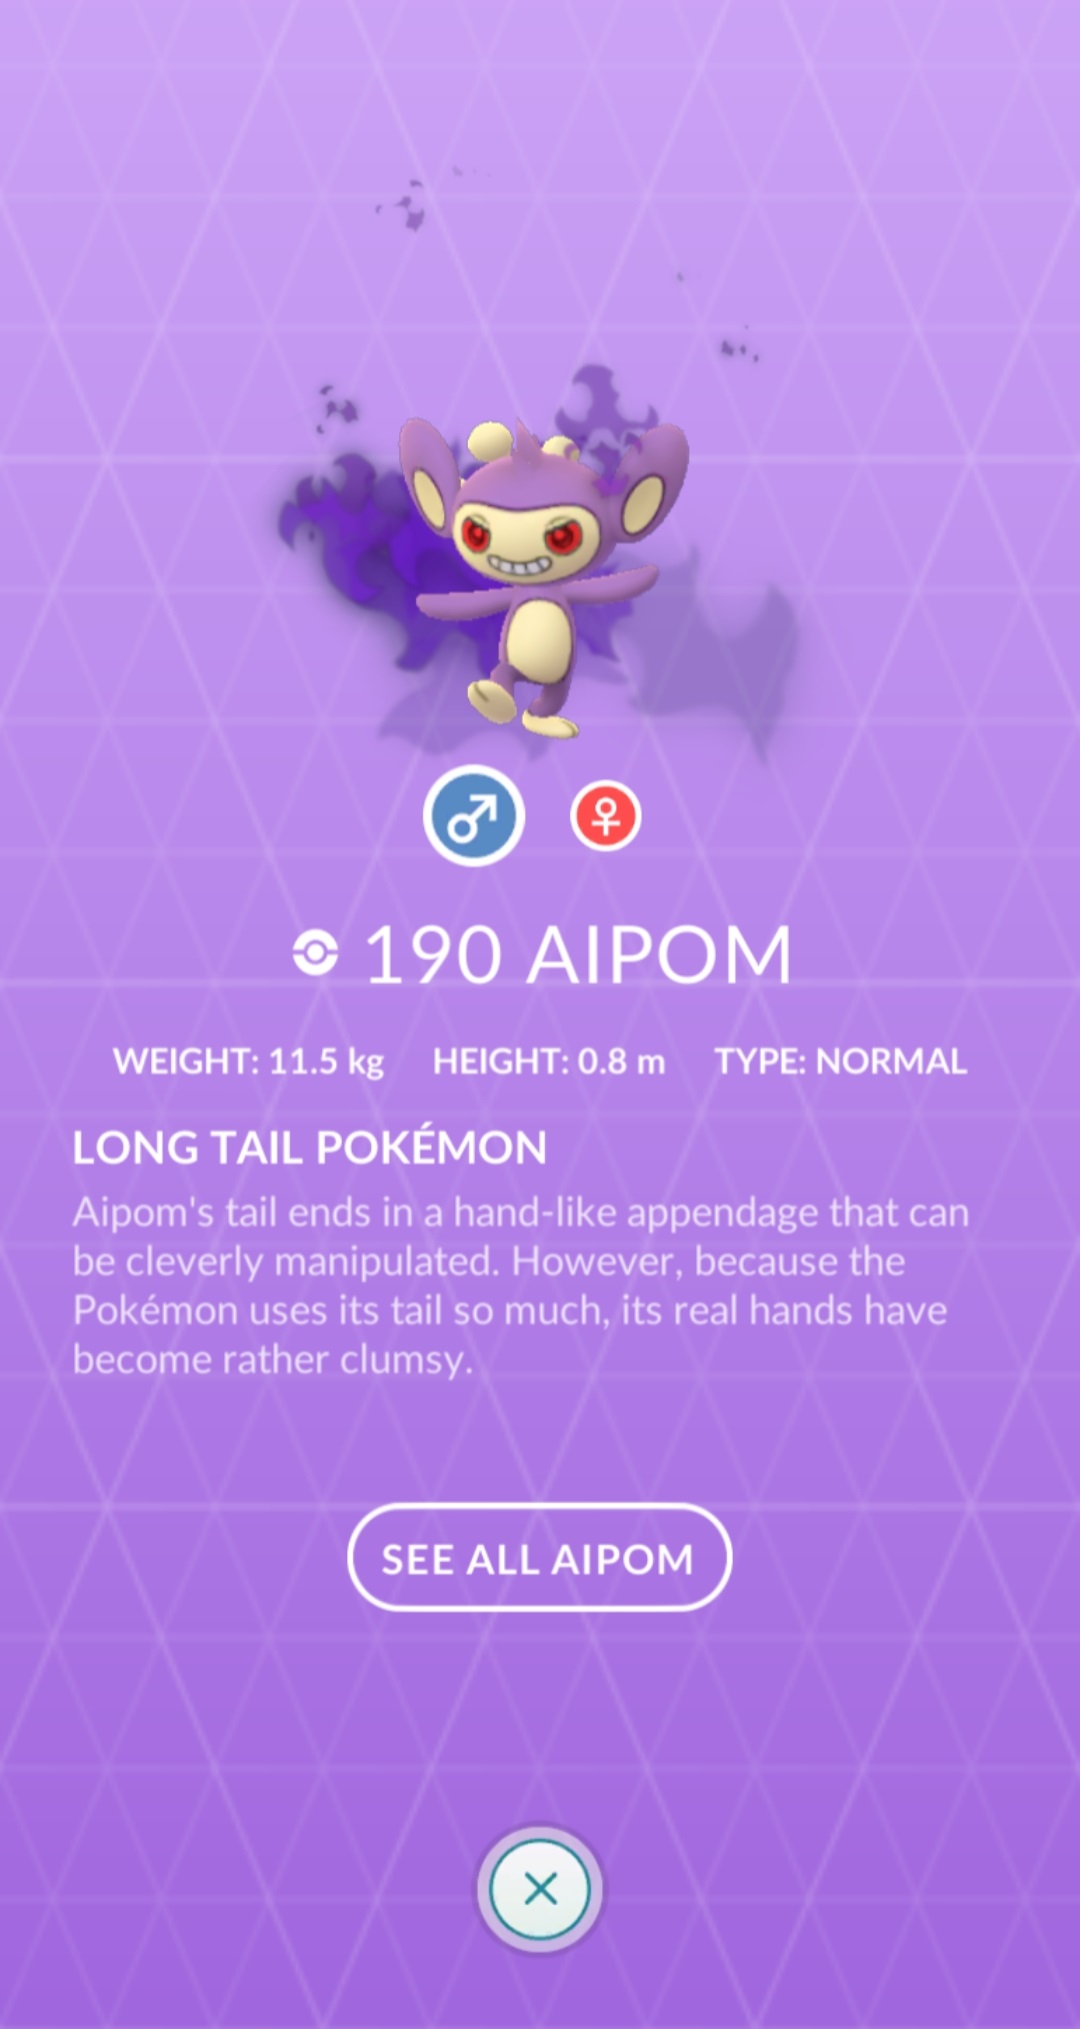 190 AIPOM
WEIGHT: 11.5 kg HEIGHT: 0.8 m TYPE: NORMAL
LONG TAIL POKÉMON
Aipom's tail ends in a hand-like appendage that can
be cleverly manipulated. However, because the
Pokémon uses its tail so much, its real hands have
become rather clumsy.
SEE ALL AIPOM